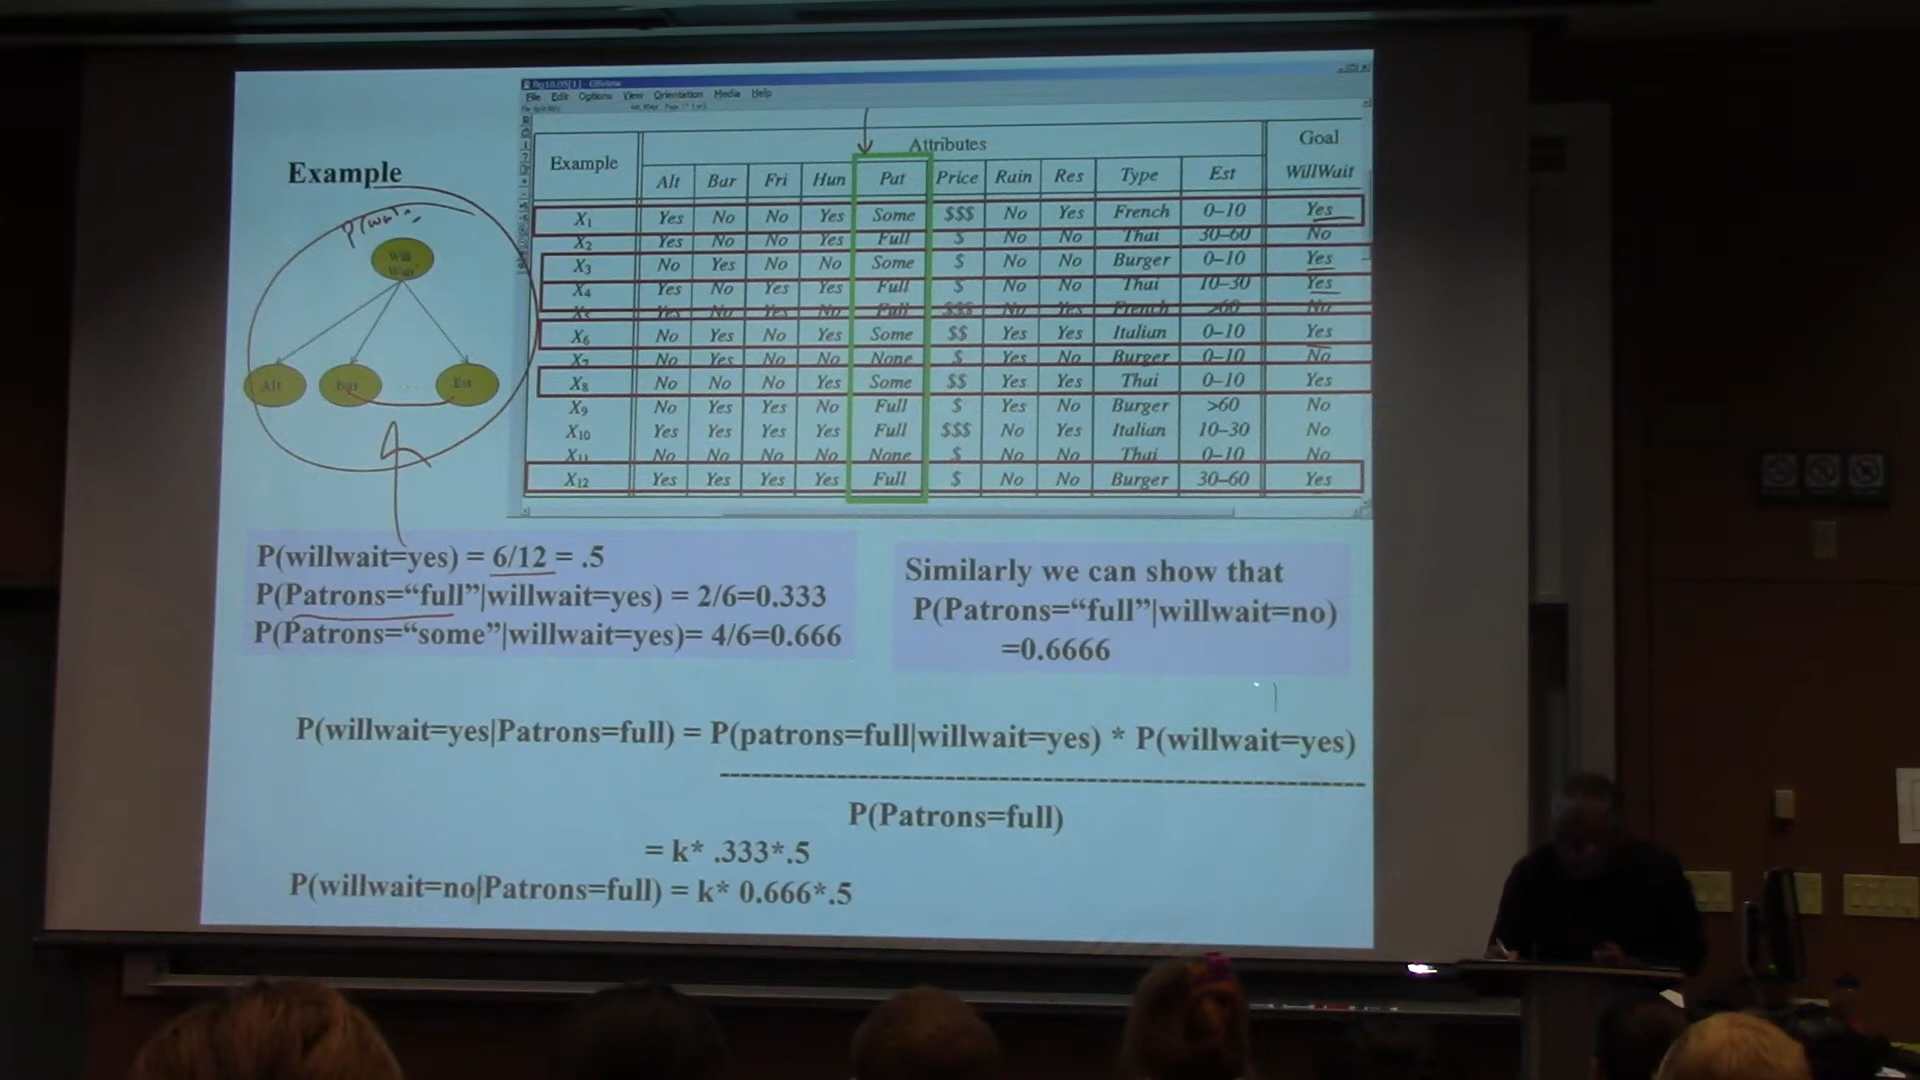 File Edit Options View Orientation Media Help
Example
P(wa
Will
Wait
Alt
bar
Est
Attributes
Goal
Example
Alt Bar Fri Hun Pat Price Rain Res Type Est WillWait
X1 Yes No No Yes Some $$$ No Yes French 0–10 Yes
X2 Yes No No Yes Full $ No No Thai 30–60 No
X3 No Yes No No Some $ No No Burger 0–10 Yes
X4 Yes No Yes Yes Full $ No No Thai 10–30 Yes
X5 Yes No Yes No Full $$$ No Yes French >60 No
X6 No Yes No Yes Some $$ Yes Yes Italian 0–10 Yes
X7 No Yes No No None $ Yes No Burger 0–10 No
X8 No No No Yes Some $$ Yes Yes Thai 0–10 Yes
X9 No Yes Yes No Full $ Yes No Burger >60 No
X10 Yes Yes Yes Yes Full $$$ No Yes Italian 10–30 No
X11 No No No No None $ No No Thai 0–10 No
X12 Yes Yes Yes Yes Full $ No No Burger 30–60 Yes
P(willwait=yes) = 6/12 = .5
P(Patrons=“full”|willwait=yes) = 2/6=0.333
P(Patrons=“some”|willwait=yes)= 4/6=0.666
Similarly we can show that
P(Patrons=“full”|willwait=no)
=0.6666
P(willwait=yes|Patrons=full) = P(patrons=full|willwait=yes) * P(willwait=yes)
P(Patrons=full)
= k* .333*.5
P(willwait=no|Patrons=full) = k* 0.666*.5